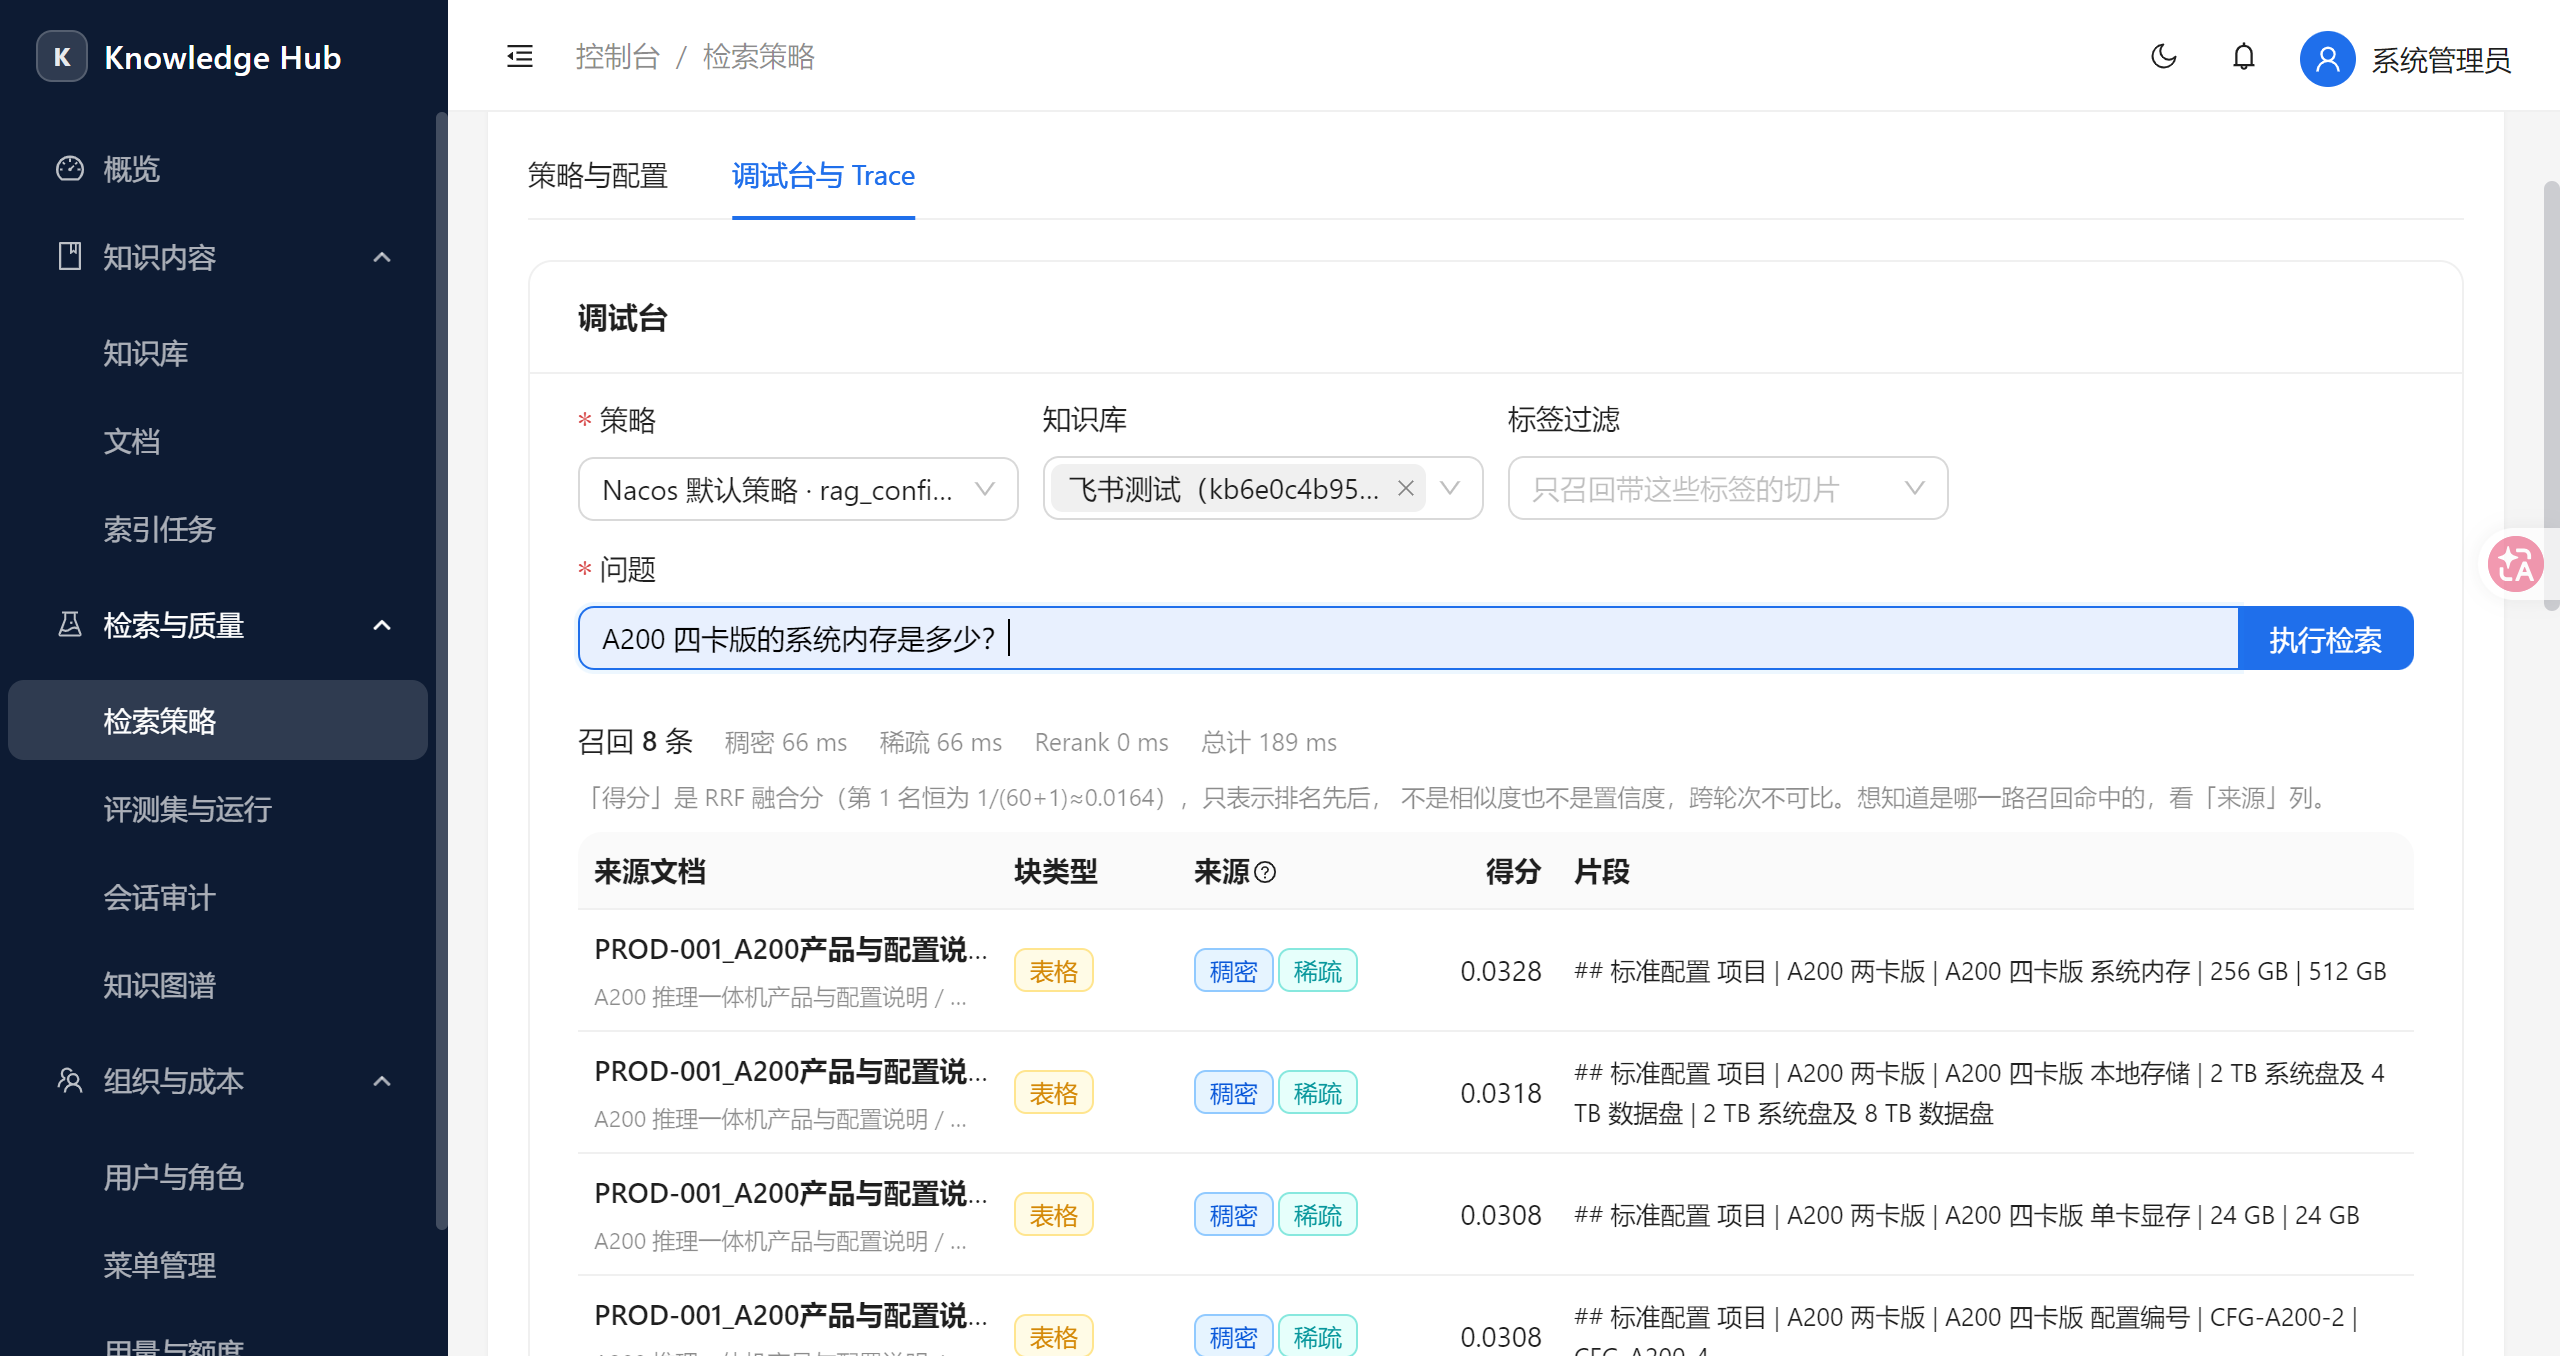 K Knowledge Hub
控制台 / 检索策略
系统管理员
概览
知识内容
知识库
文档
索引任务
检索与质量
检索策略
评测集与运行
会话审计
知识图谱
组织与成本
用户与角色
菜单管理
用量与额度
策略与配置 调试台与 Trace
调试台
* 策略 知识库 标签过滤
Nacos 默认策略 · rag_confi... 飞书测试（kb6e0c4b95... 只召回带这些标签的切片
* 问题
A200 四卡版的系统内存是多少？ 执行检索
召回 8 条 稠密 66 ms 稀疏 66 ms Rerank 0 ms 总计 189 ms
「得分」是 RRF 融合分（第 1 名恒为 1/(60+1)≈0.0164），只表示排名先后， 不是相似度也不是置信度，跨轮次不可比。想知道是哪一路召回命中的，看「来源」列。
来源文档 块类型 来源 得分 片段
PROD-001_A200产品与配置说...
A200 推理一体机产品与配置说明 / ...
表格 稠密 稀疏 0.0328 ## 标准配置 项目 | A200 两卡版 | A200 四卡版 系统内存 | 256 GB | 512 GB
PROD-001_A200产品与配置说...
A200 推理一体机产品与配置说明 / ...
表格 稠密 稀疏 0.0318 ## 标准配置 项目 | A200 两卡版 | A200 四卡版 本地存储 | 2 TB 系统盘及 4
TB 数据盘 | 2 TB 系统盘及 8 TB 数据盘
PROD-001_A200产品与配置说...
A200 推理一体机产品与配置说明 / ...
表格 稠密 稀疏 0.0308 ## 标准配置 项目 | A200 两卡版 | A200 四卡版 单卡显存 | 24 GB | 24 GB
PROD-001_A200产品与配置说...
表格 稠密 稀疏 0.0308 ## 标准配置 项目 | A200 两卡版 | A200 四卡版 配置编号 | CFG-A200-2 |
CFG-A200-4